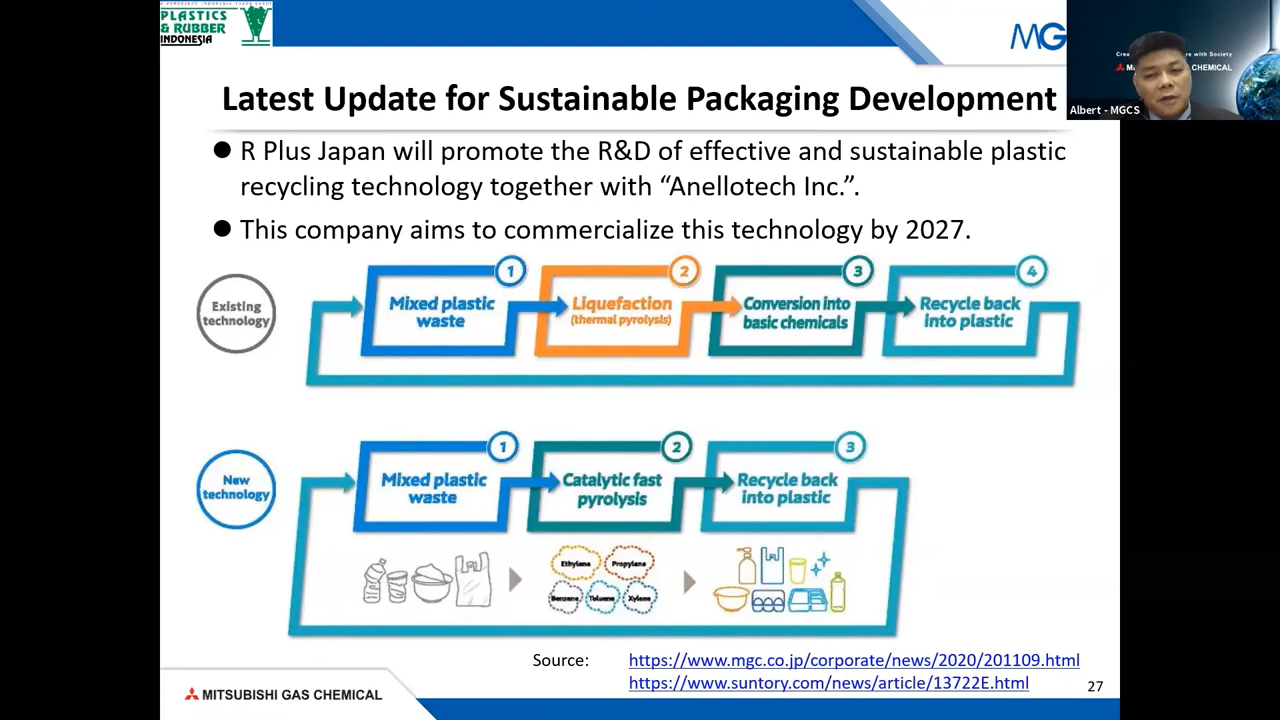 PLASTICS
& RUBBER
INDONESIA
MG
MITSUBISHI GAS CHEMICAL
Albert - MGCS
Latest Update for Sustainable Packaging Development
● R Plus Japan will promote the R&D of effective and sustainable plastic
recycling technology together with “Anellotech Inc.”.
● This company aims to commercialize this technology by 2027.
Existing
technology
1
Mixed plastic
waste
2
Liquefaction
(thermal pyrolysis)
3
Conversion into
basic chemicals
4
Recycle back
into plastic
New
technology
1
Mixed plastic
waste
2
Catalytic fast
pyrolysis
3
Recycle back
into plastic
Ethylene
Propylene
Benzene
Toluene
Xylene
Source:
https://www.mgc.co.jp/corporate/news/2020/201109.html
https://www.suntory.com/news/article/13722E.html
27